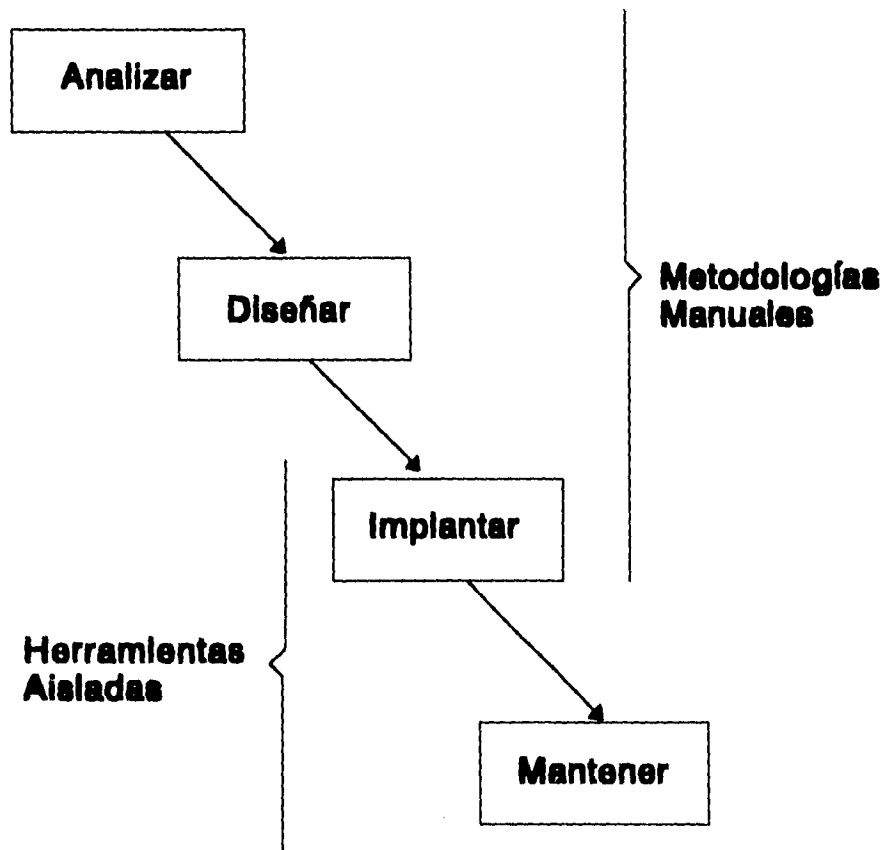 Analizar
Diseñar
Metodologías
Manuales
Implantar
Herramientas
Aisladas
Mantener